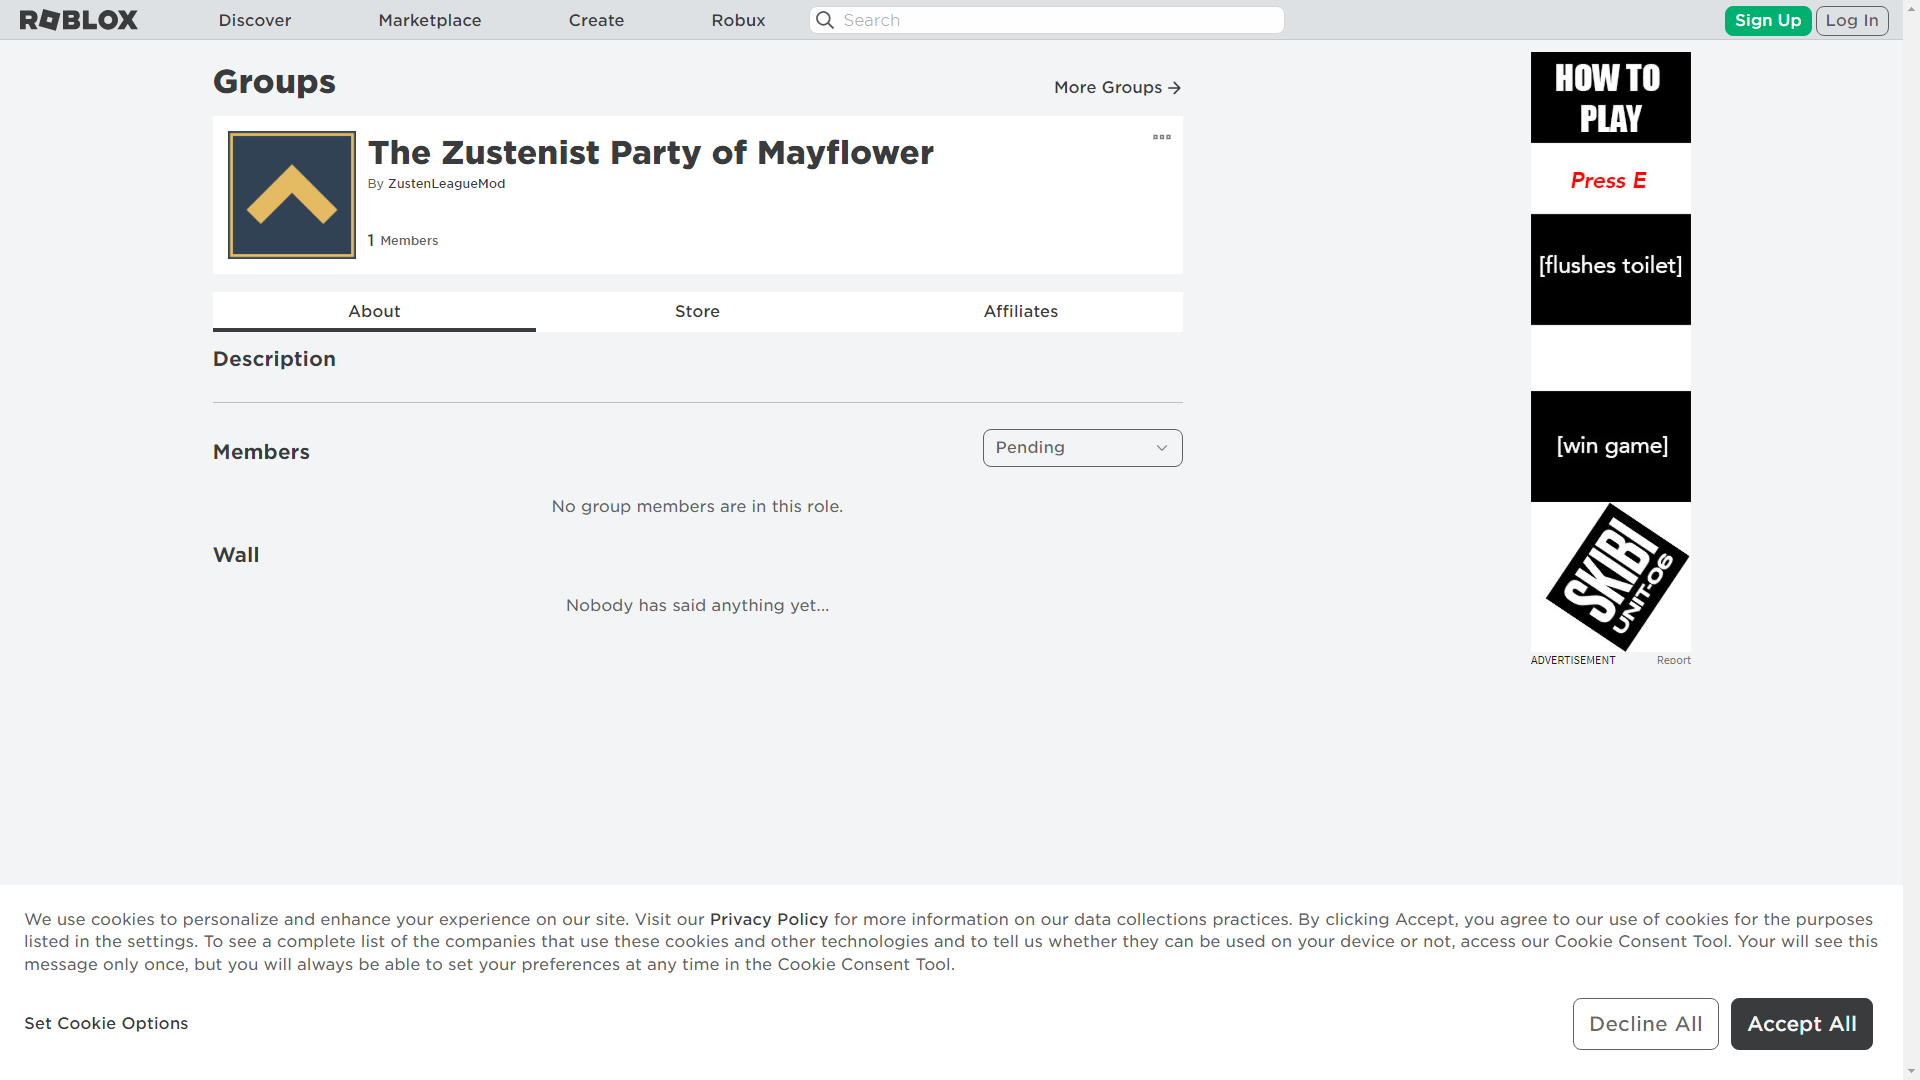 ROBLOX
Discover
Marketplace
Create
Robux
Search
Sign Up
Log In
Groups
More Groups
The Zustenist Party of Mayflower
By ZustenLeagueMod
1 Members
About
Store
Affiliates
Description
Members
Pending
No group members are in this role.
Wall
Nobody has said anything yet...
HOW TO
PLAY
Press E
[flushes toilet]
[win game]
SKIBI
UNIT-06
ADVERTISEMENT
Report
We use cookies to personalize and enhance your experience on our site. Visit our Privacy Policy for more information on our data collections practices. By clicking Accept, you agree to our use of cookies for the purposes
listed in the settings. To see a complete list of the companies that use these cookies and other technologies and to tell us whether they can be used on your device or not, access our Cookie Consent Tool. Your will see this
message only once, but you will always be able to set your preferences at any time in the Cookie Consent Tool.
Set Cookie Options
Decline All
Accept All